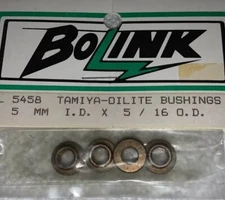 BOLINK
L 5458 TAMIYA-OILITE BUSHINGS
5 MM I.D. X 5/16 O.D.